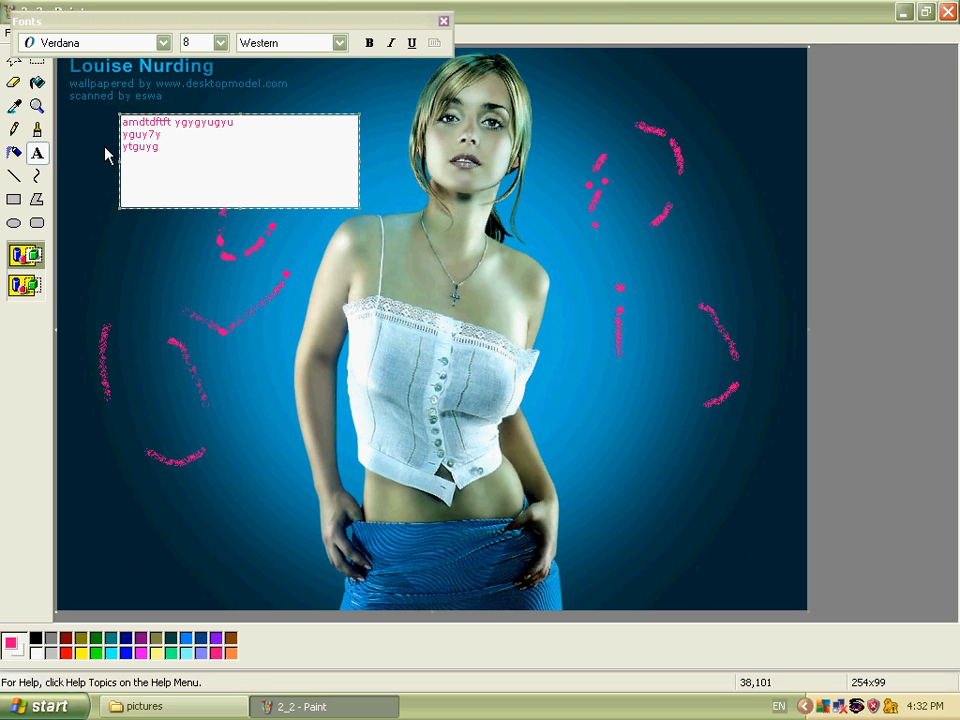 2_2 - Paint
Fonts
Verdana 8 Western B I U
Louise Nurding
wallpapered by www.desktopmodel.com
scanned by eswa
amdtdftft ygygyugyu
yguy7y
ytguyg
A
For Help, click Help Topics on the Help Menu. 38,101 254x99
start pictures 2_2 - Paint EN 4:32 PM